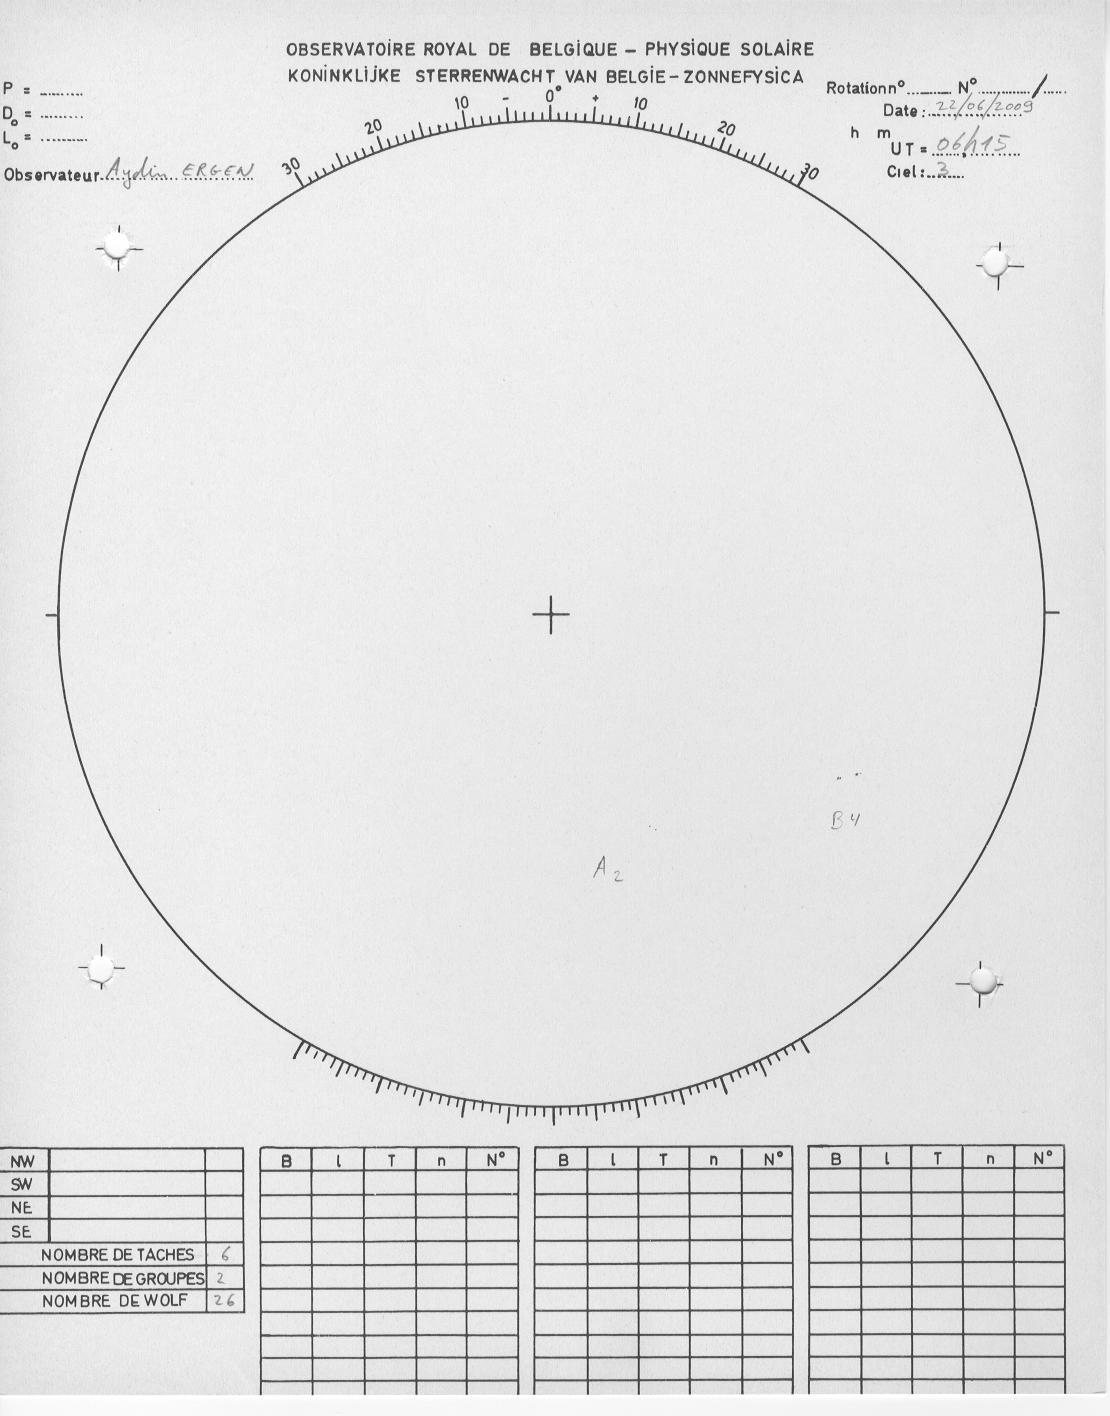 OBSERVATOIRE ROYAL DE BELGIQUE – PHYSIQUE SOLAIRE
KONINKLIJKE STERRENWACHT VAN BELGIE – ZONNEFYSICA
P = .........
D₀ = .........
L₀ = .........
Observateur Aydin ERGEN
Rotation n° ......... N° ........./.....
Date : 22/06/2009
h m
UT = 06h15
Ciel : 3
30 20 10 - 0° + 10 20 30
B4
A2
NW
SW
NE
SE
NOMBRE DE TACHES 6
NOMBRE DE GROUPES 2
NOMBRE DE WOLF 26
B l T n N° B l T n N° B l T n N°